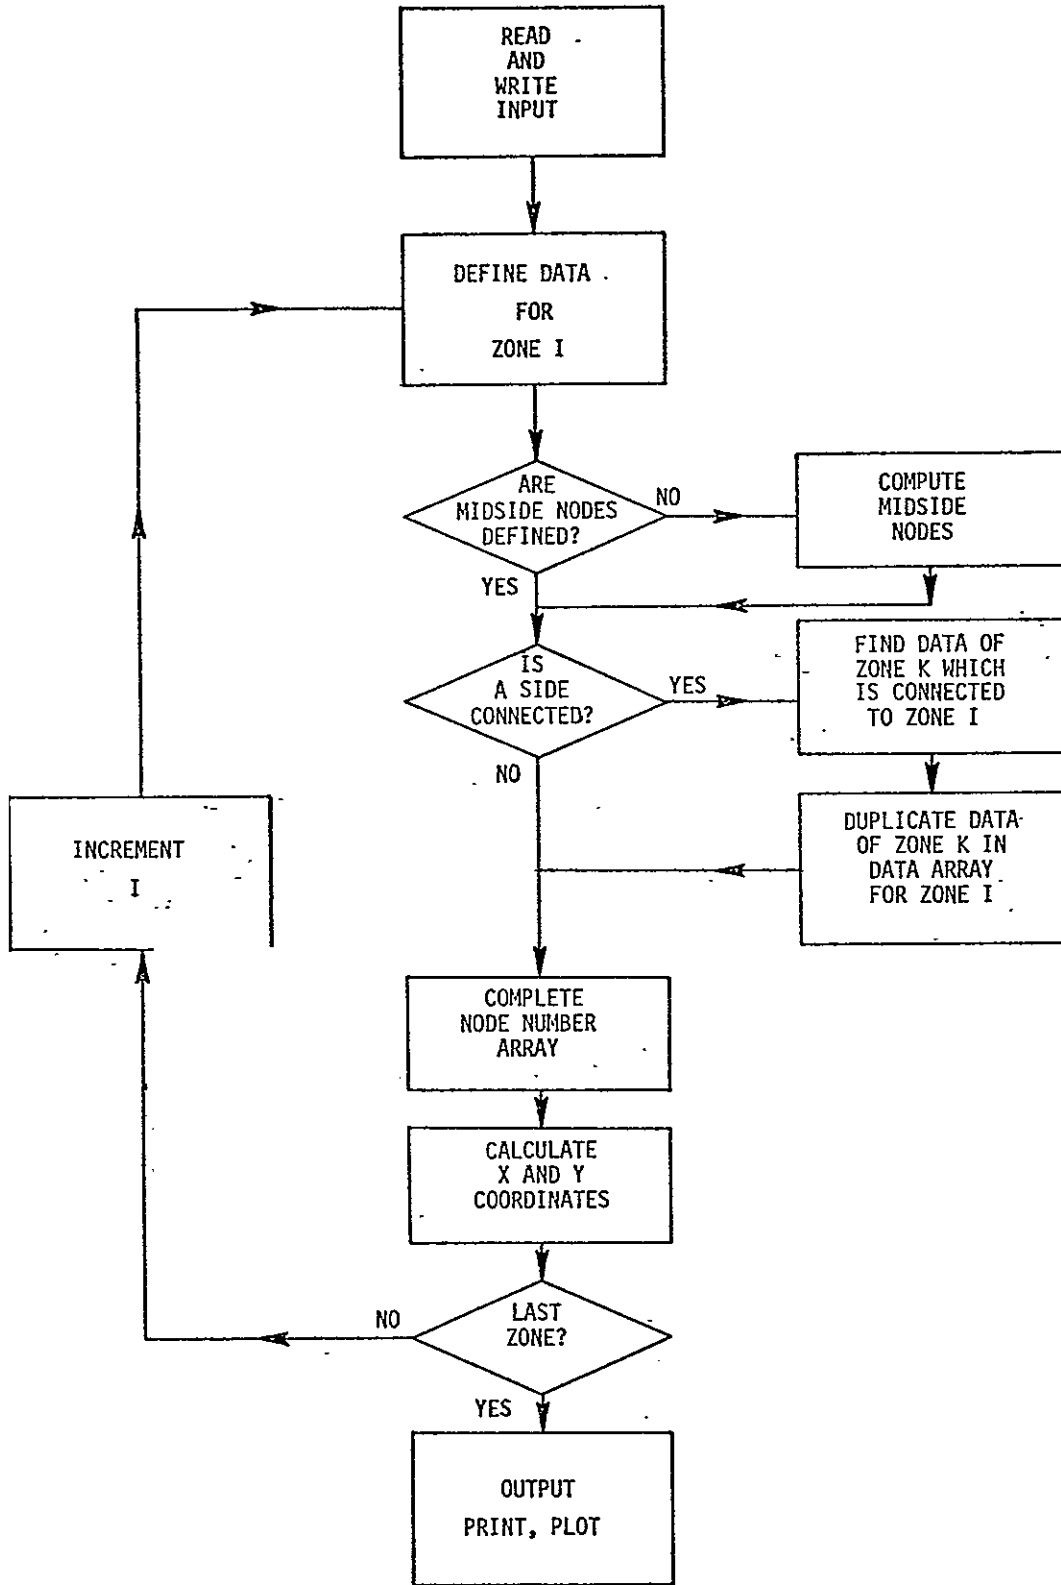 READ
AND
WRITE
INPUT
DEFINE DATA
FOR
ZONE I
ARE
MIDSIDE NODES
DEFINED?
NO
COMPUTE
MIDSIDE
NODES
YES
IS
A SIDE
CONNECTED?
YES
FIND DATA OF
ZONE K WHICH
IS CONNECTED
TO ZONE I
NO
DUPLICATE DATA
OF ZONE K IN
DATA ARRAY
FOR ZONE I
INCREMENT
I
COMPLETE
NODE NUMBER
ARRAY
CALCULATE
X AND Y
COORDINATES
LAST
ZONE?
NO
YES
OUTPUT
PRINT, PLOT